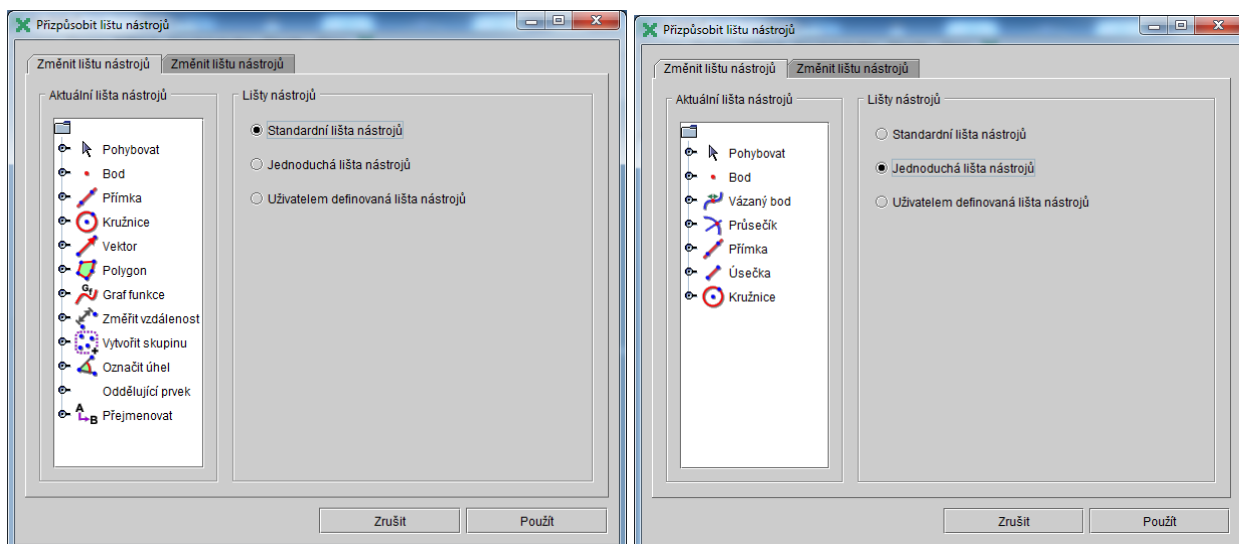 Přizpůsobit lištu nástrojů
Změnit lištu nástrojů
Změnit lištu nástrojů
Aktuální lišta nástrojů
Pohybovat
Bod
Přímka
Kružnice
Vektor
Polygon
Graf funkce
Změřit vzdálenost
Vytvořit skupinu
Označit úhel
Oddělující prvek
Přejmenovat
Lišty nástrojů
Standardní lišta nástrojů
Jednoduchá lišta nástrojů
Uživatelem definovaná lišta nástrojů
Zrušit
Použít
Přizpůsobit lištu nástrojů
Změnit lištu nástrojů
Změnit lištu nástrojů
Aktuální lišta nástrojů
Pohybovat
Bod
Vázaný bod
Průsečík
Přímka
Úsečka
Kružnice
Lišty nástrojů
Standardní lišta nástrojů
Jednoduchá lišta nástrojů
Uživatelem definovaná lišta nástrojů
Zrušit
Použít